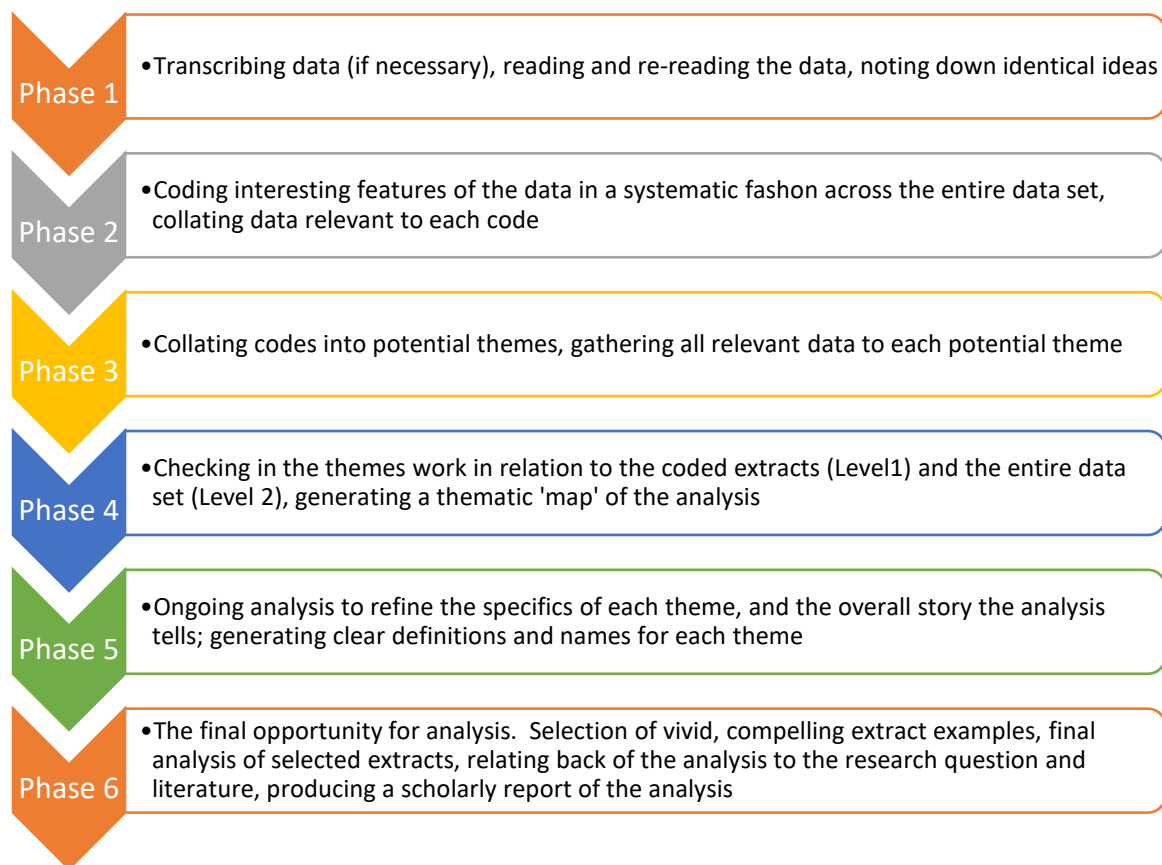 Phase 1
•Transcribing data (if necessary), reading and re-reading the data, noting down identical ideas
Phase 2
•Coding interesting features of the data in a systematic fashon across the entire data set,
collating data relevant to each code
Phase 3
•Collating codes into potential themes, gathering all relevant data to each potential theme
Phase 4
•Checking in the themes work in relation to the coded extracts (Level1) and the entire data
set (Level 2), generating a thematic 'map' of the analysis
Phase 5
•Ongoing analysis to refine the specifics of each theme, and the overall story the analysis
tells; generating clear definitions and names for each theme
Phase 6
•The final opportunity for analysis.  Selection of vivid, compelling extract examples, final
analysis of selected extracts, relating back of the analysis to the research question and
literature, producing a scholarly report of the analysis